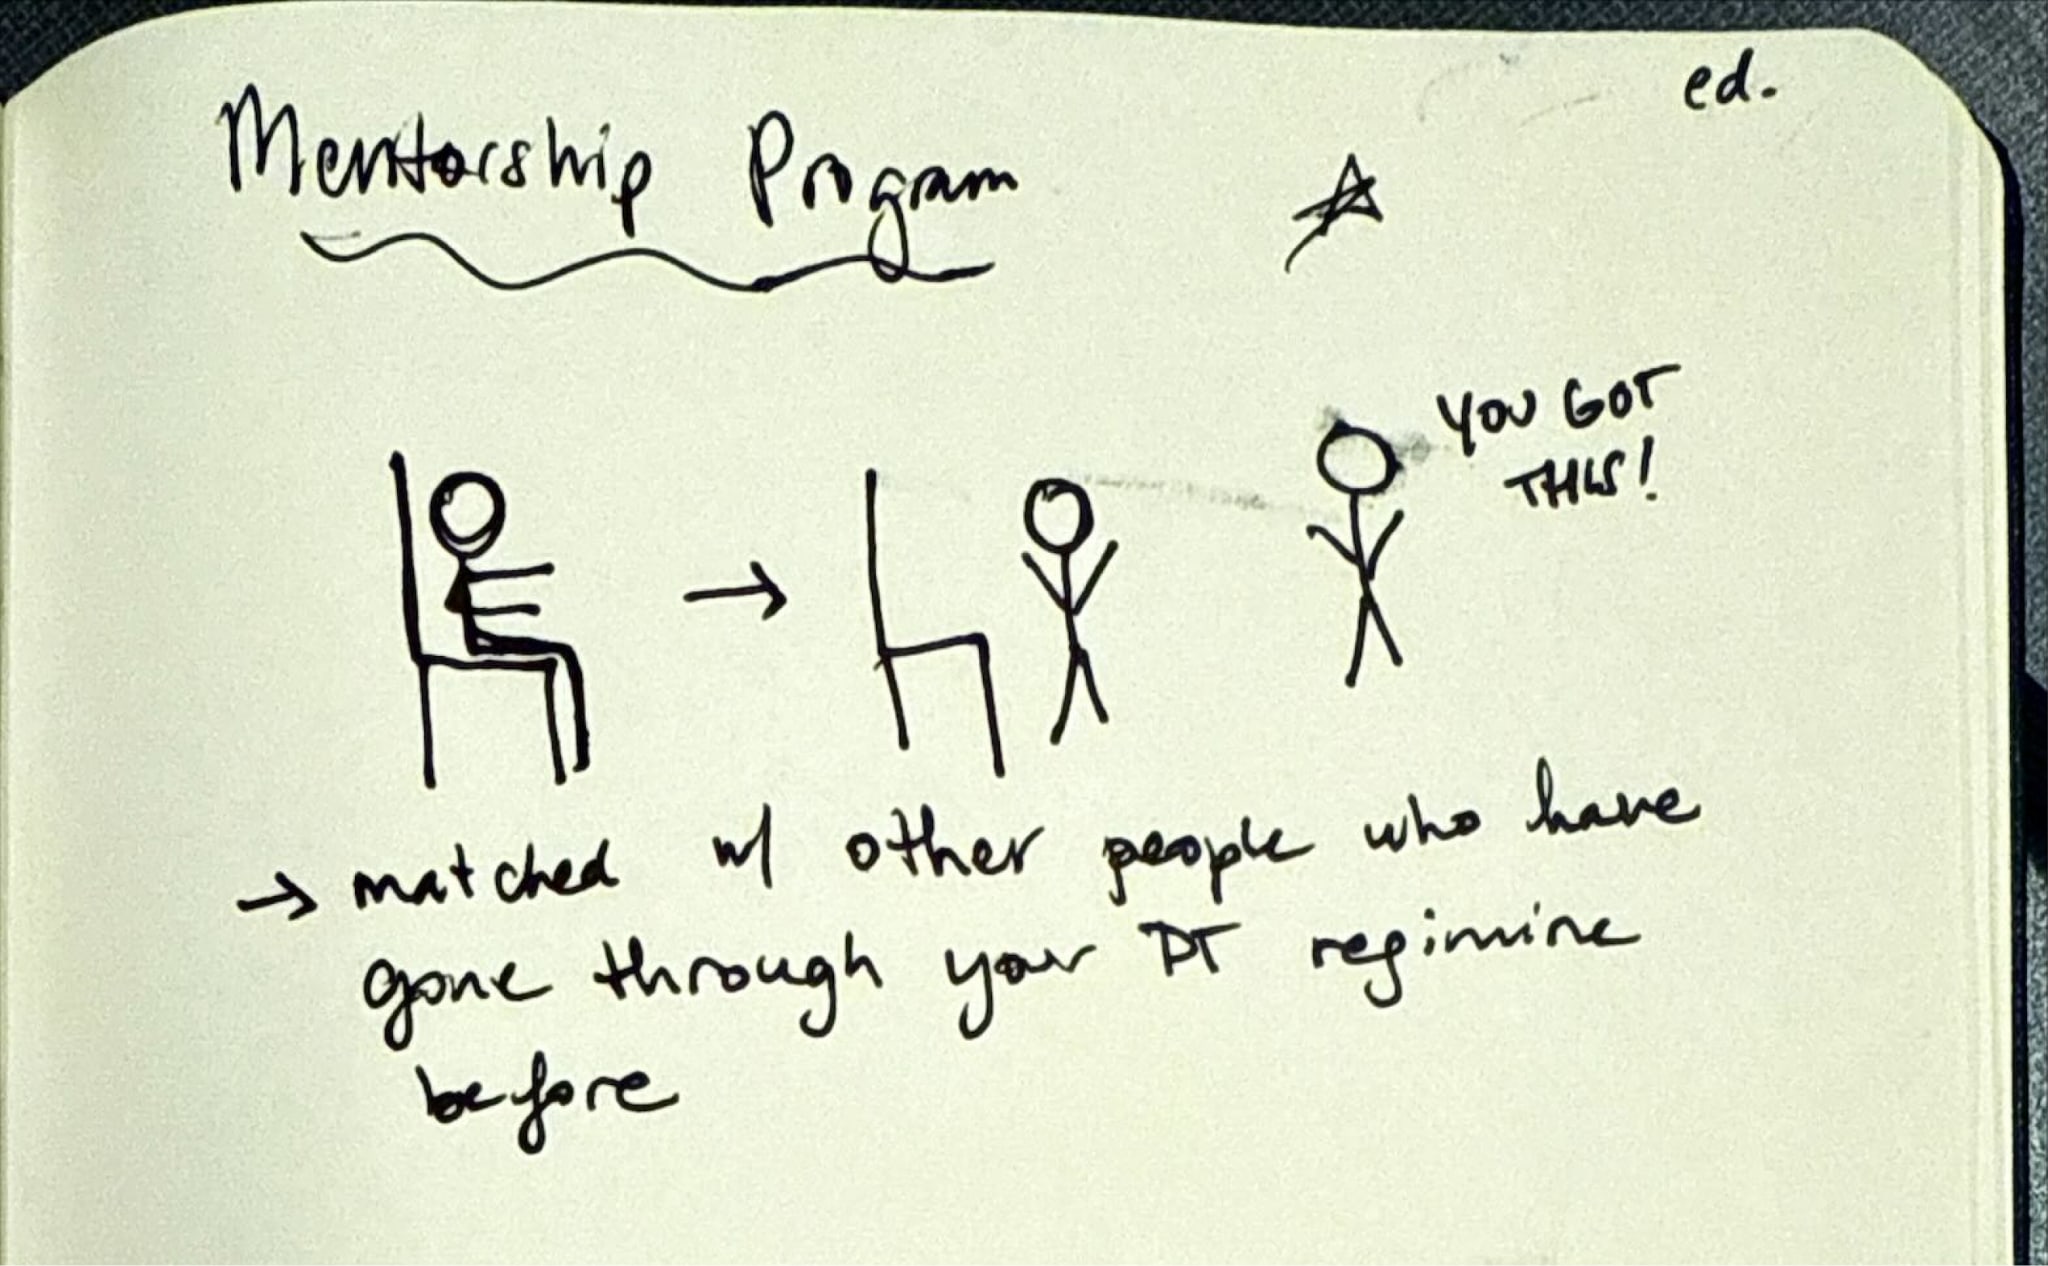 ed.
Mentorship Program
YOU GOT
THIS!
→ matched w/ other people who have
gone through your PT regimine
before